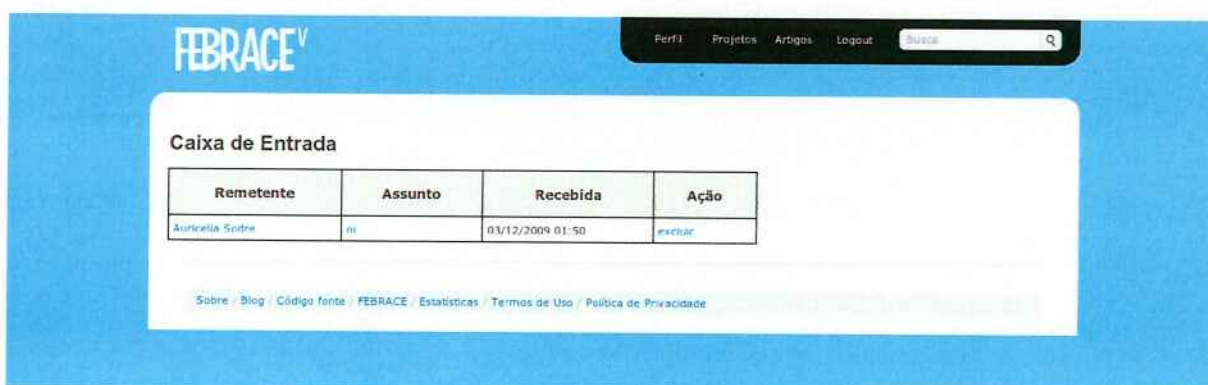 FEBRACE V
Perfil Projetos Artigos Logout Busca
Caixa de Entrada
Remetente Assunto Recebida Ação
Auricelia Sodre 03/12/2009 01:50 excluir
Sobre / Blog / Código fonte / FEBRACE / Estatísticas / Termos de Uso / Política de Privacidade